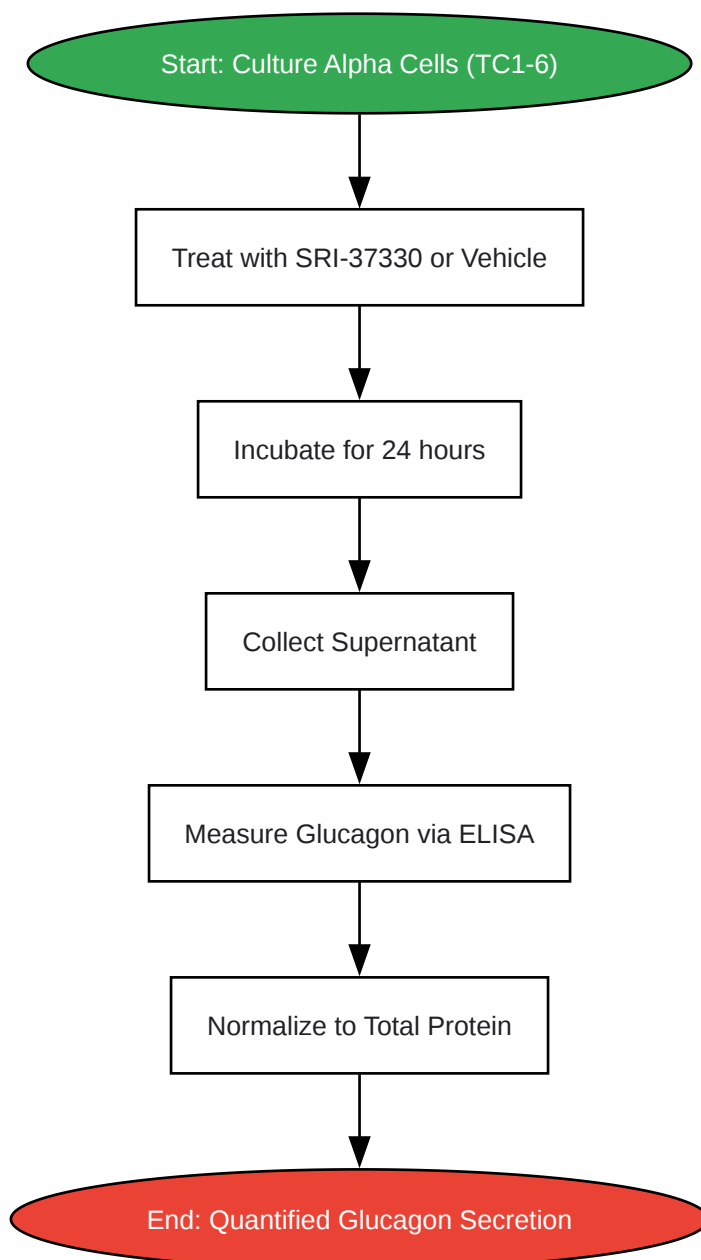 Start: Culture Alpha Cells (TC1-6)
Treat with SRI-37330 or Vehicle
Incubate for 24 hours
Collect Supernatant
Measure Glucagon via ELISA
Normalize to Total Protein
End: Quantified Glucagon Secretion